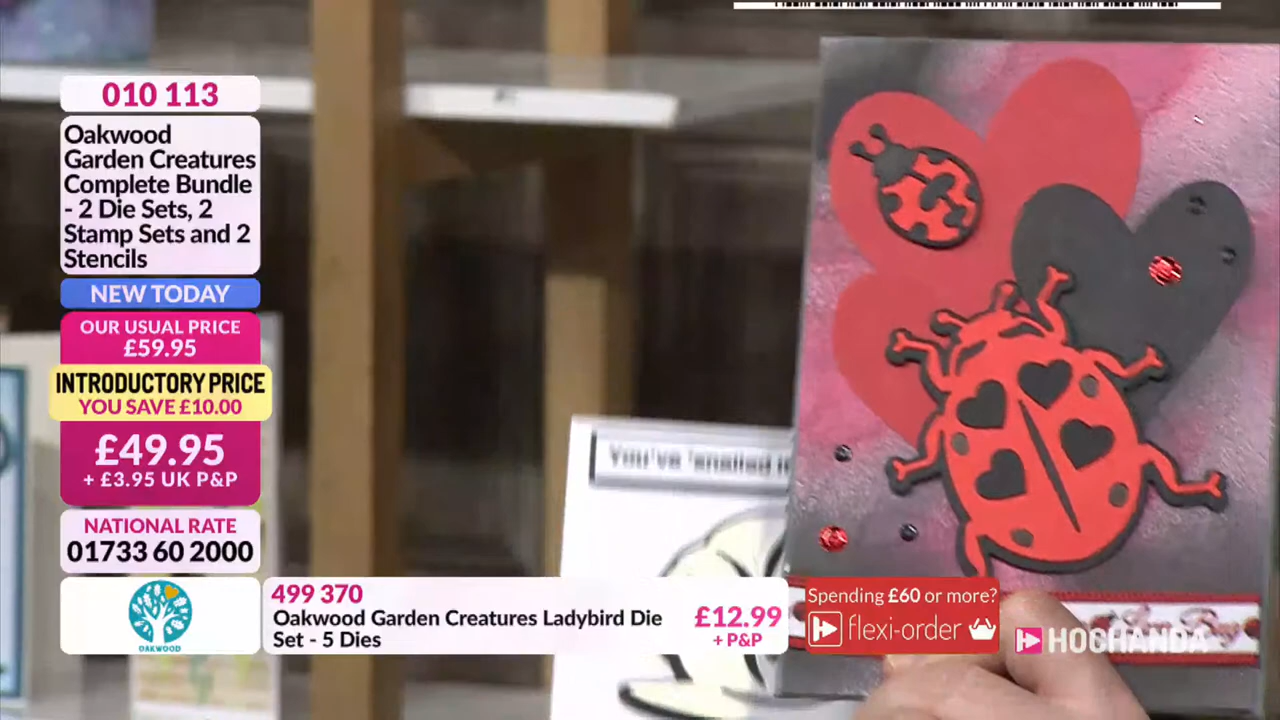 010 113
Oakwood
Garden Creatures
Complete Bundle
- 2 Die Sets, 2
Stamp Sets and 2
Stencils
NEW TODAY
OUR USUAL PRICE
£59.95
INTRODUCTORY PRICE
YOU SAVE £10.00
£49.95
+ £3.95 UK P&P
NATIONAL RATE
01733 60 2000
OAKWOOD
499 370
Oakwood Garden Creatures Ladybird Die
Set - 5 Dies
£12.99
+ P&P
Spending £60 or more?
flexi-order
HOCHANDA
You've 'snailed